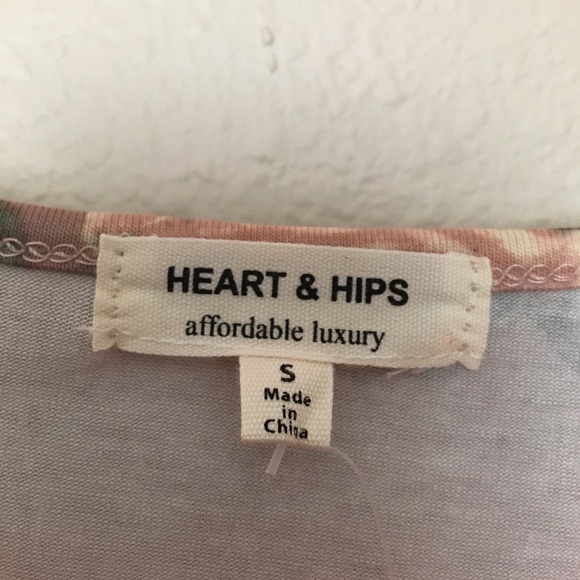 HEART & HIPS
affordable luxury
S
Made
in
China